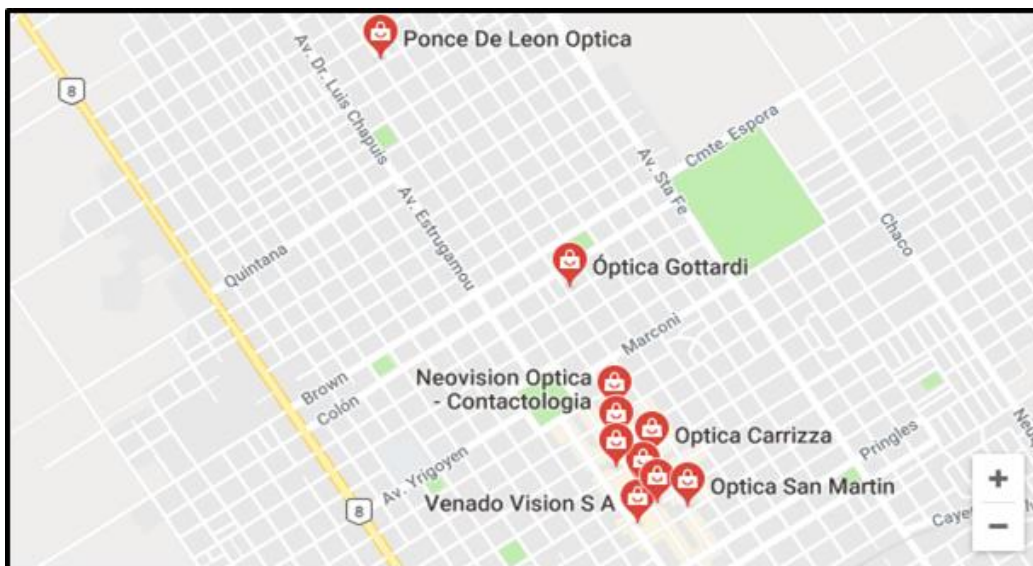 Ponce De Leon Optica
8
Av. Dr. Luis Chapuis
Cmte. Espora
Av. Sta Fe
Av. Estrugamou
Chaco
Quintana
Óptica Gottardi
Marconi
Neovision Optica
- Contactologia
Brown
Colón
Optica Carrizza
Pringles
Av. Yrigoyen
Optica San Martin
Venado Vision S A
8
+
−